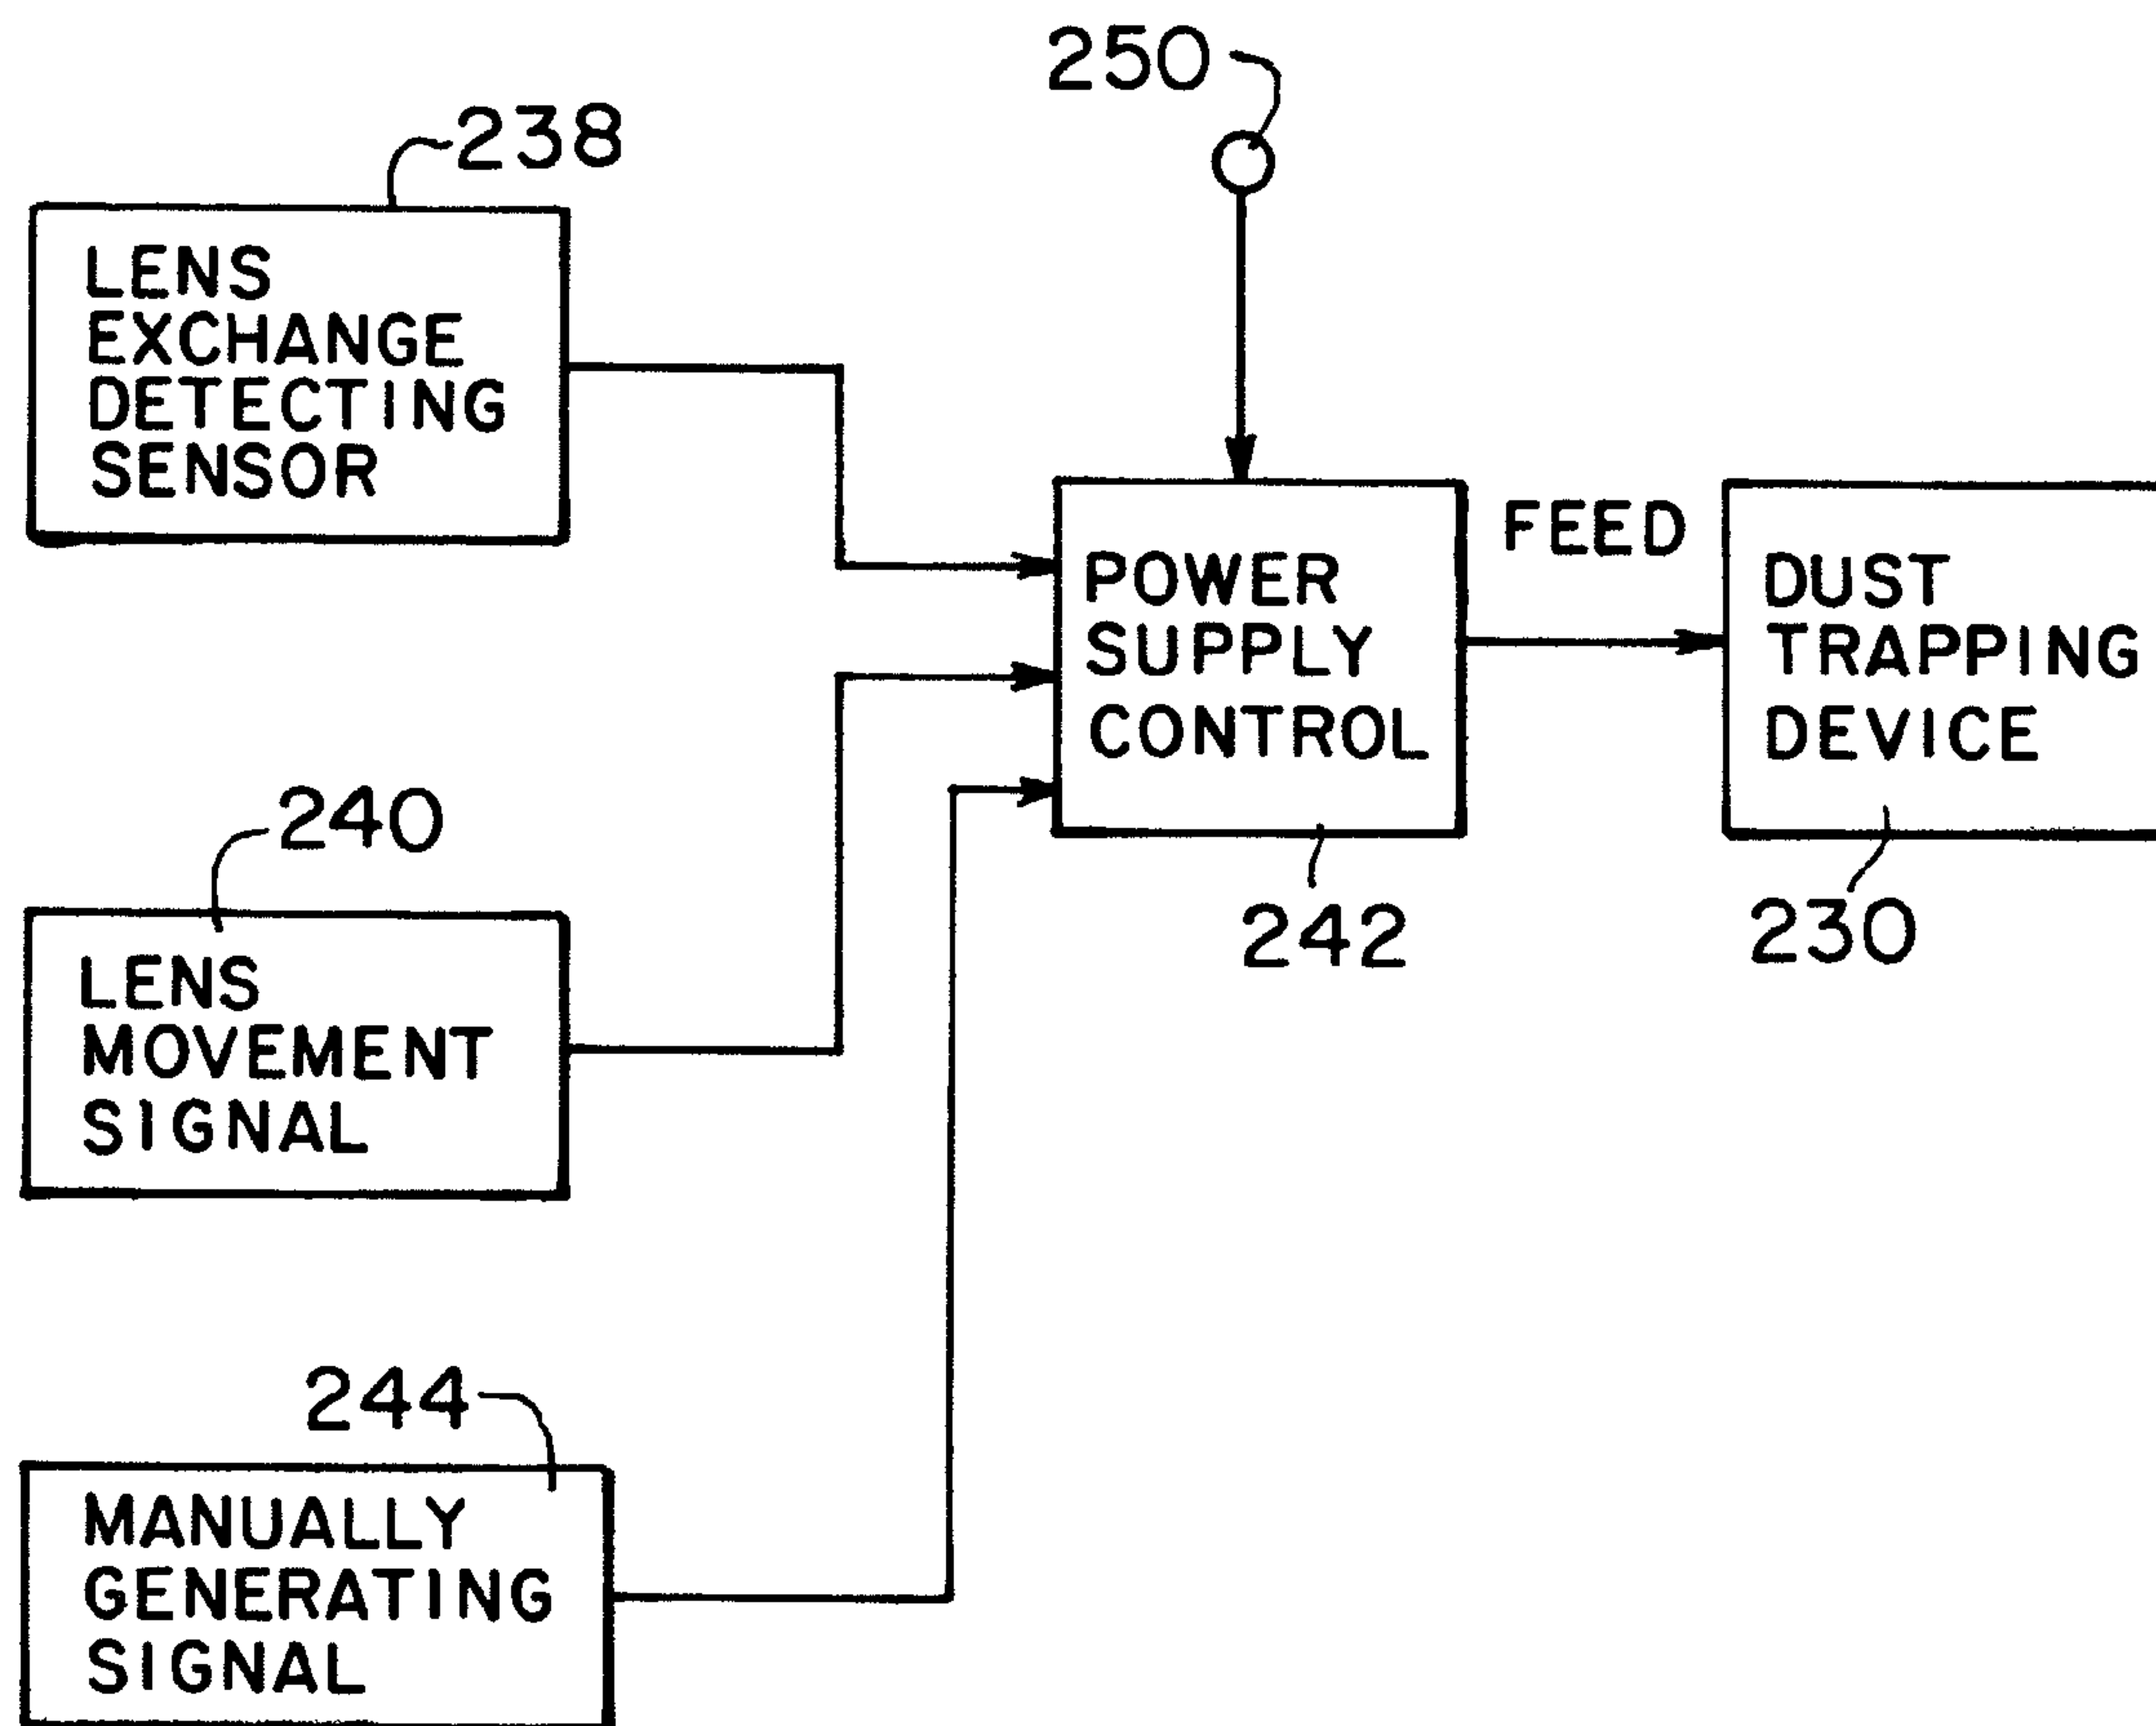 250
238
LENS
EXCHANGE
DETECTING
SENSOR
POWER
SUPPLY
CONTROL
FEED
DUST
TRAPPING
DEVICE
242
230
240
LENS
MOVEMENT
SIGNAL
244
MANUALLY
GENERATING
SIGNAL